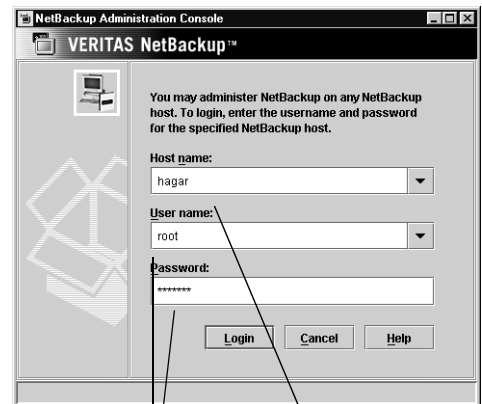 NetBackup Administration Console
VERITAS NetBackup™
You may administer NetBackup on any NetBackup
host. To login, enter the username and password
for the specified NetBackup host.
Host name:
hagar
User name:
root
Password:
*******
Login Cancel Help